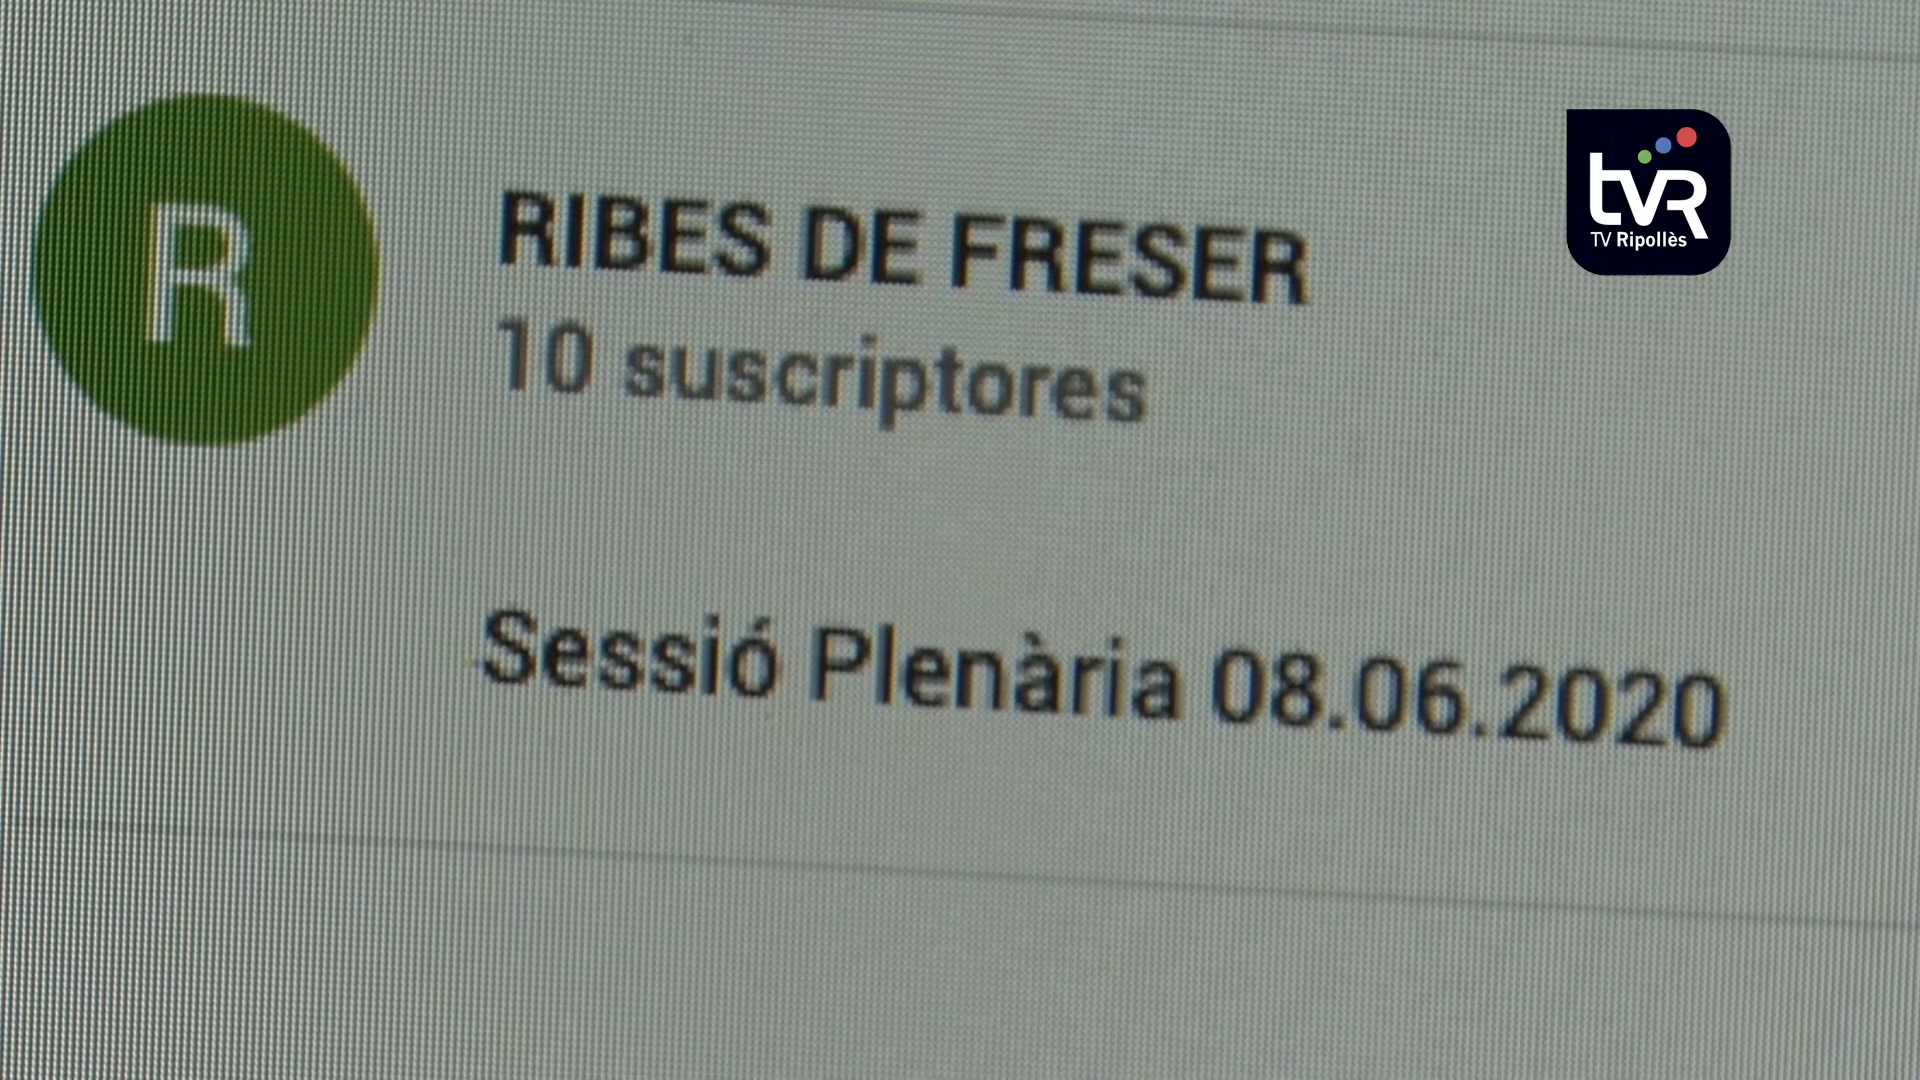 R
RIBES DE FRESER
10 suscriptores
Sessió Plenària 08.06.2020
tvR
TV Ripollès